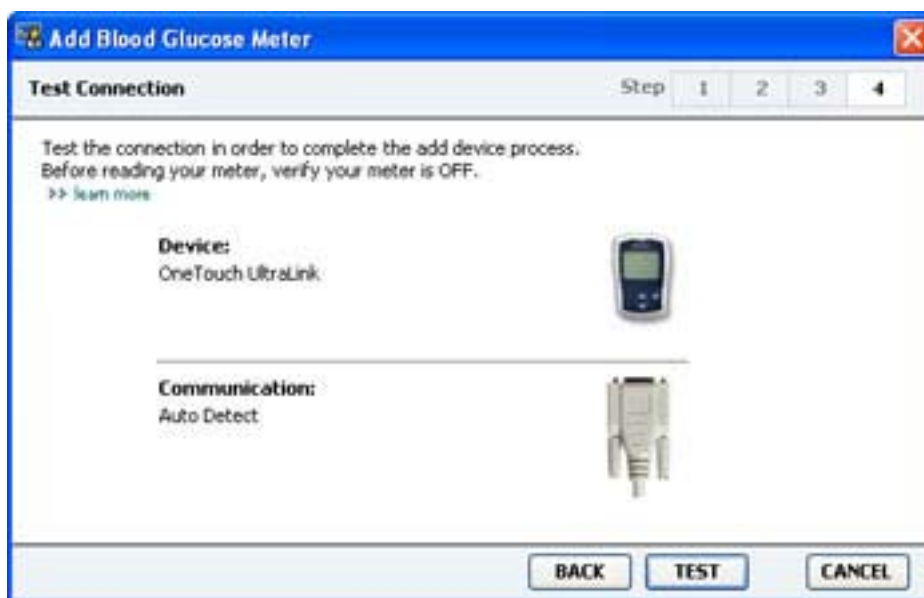 Add Blood Glucose Meter
Test Connection
Step 1 2 3 4
Test the connection in order to complete the add device process.
Before reading your meter, verify your meter is OFF.
>> learn more
Device:
OneTouch UltraLink
Communication:
Auto Detect
BACK TEST CANCEL